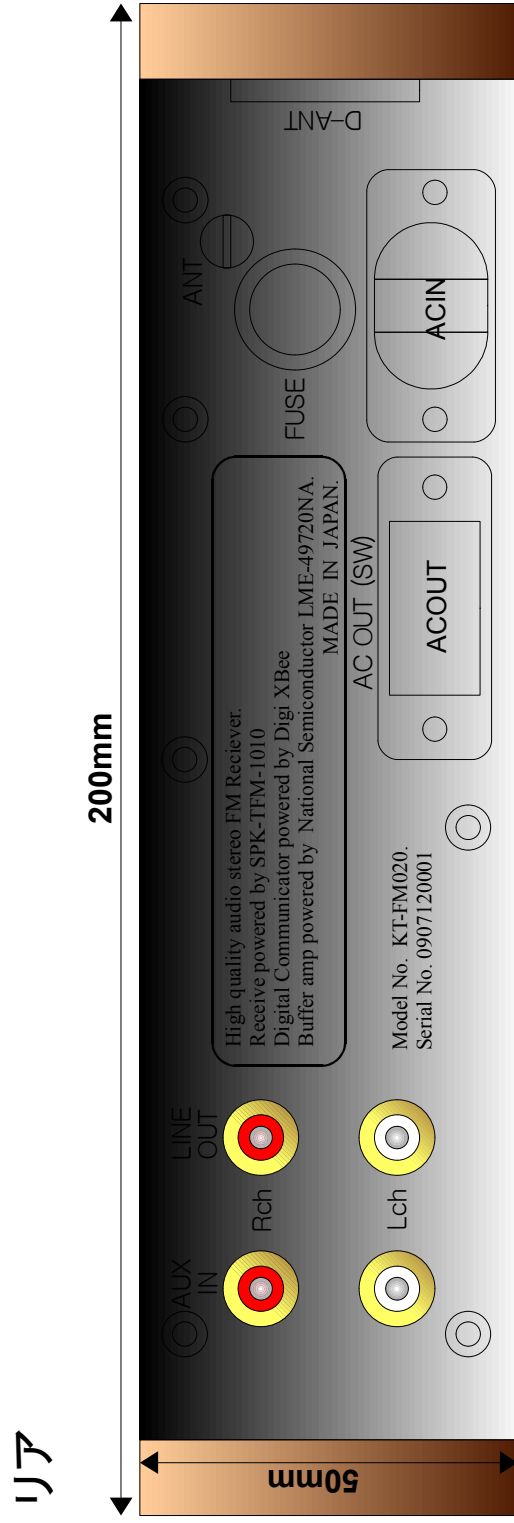 リア
200mm
50mm
AUX
IN
LINE
OUT
Rch
Lch
High quality audio stereo FM Reciever.
Receive powered by SPK-TFM-1010
Digital Communicator powered by Digi XBee
Buffer amp powered by National Semiconductor LME-49720NA.
MADE IN JAPAN.
Model No. KT-FM020.
Serial No. 0907120001
AC OUT (SW)
ACOUT
FUSE
ANT
ACIN
D-ANT